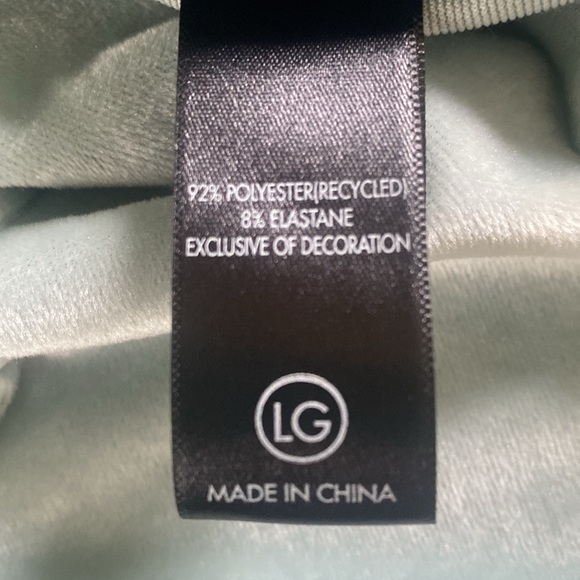 92% POLYESTER(RECYCLED)
8% ELASTANE
EXCLUSIVE OF DECORATION
LG
MADE IN CHINA